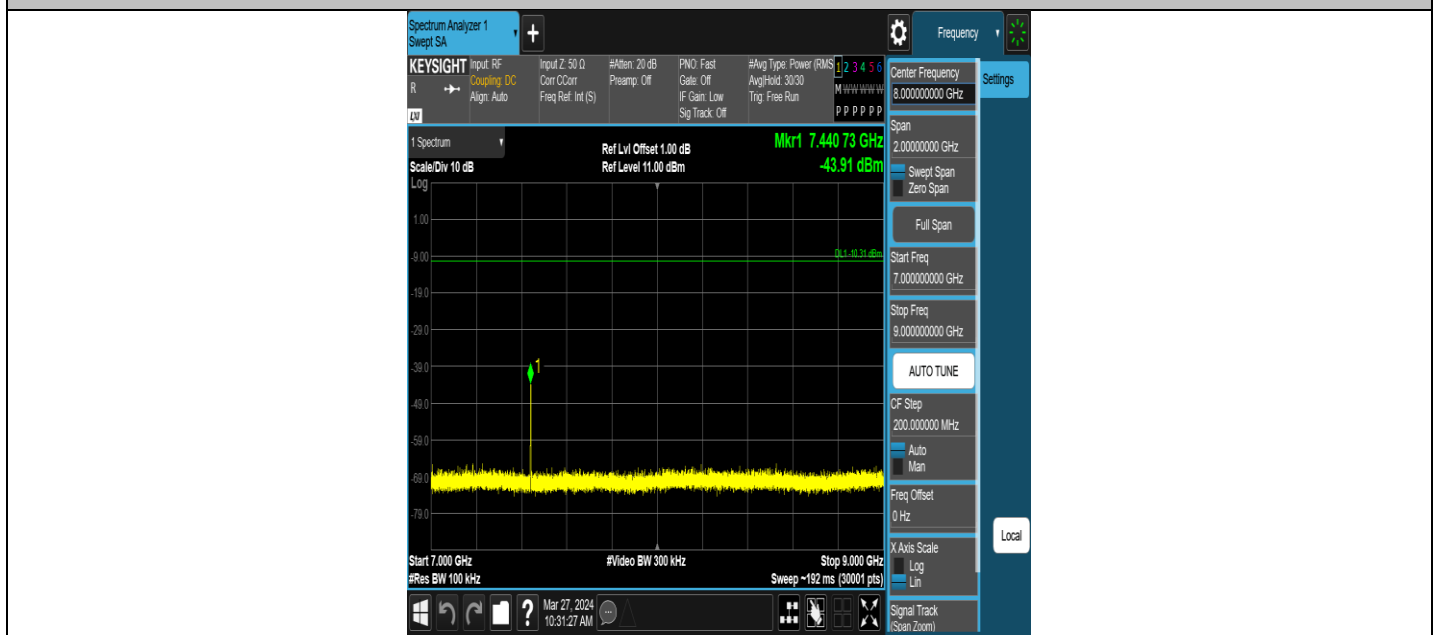 Spectrum Analyzer 1
Swept SA
Frequency
KEYSIGHT
R
LXI
Input: RF
Coupling: DC
Align: Auto
Input Z: 50 Ω
Corr CCorr
Freq Ref: Int (S)
#Atten: 20 dB
Preamp: Off
PNO: Fast
Gate: Off
IF Gain: Low
Sig Track: Off
#Avg Type: Power (RMS
Avg|Hold: 30/30
Trig: Free Run
1 2 3 4 5 6
M W W W W W
P P P P P P
1 Spectrum
Scale/Div 10 dB
Log
Ref Lvl Offset 1.00 dB
Ref Level 11.00 dBm
Mkr1 7.440 73 GHz
-43.91 dBm
1.00
-9.00
DL1 -10.31 dBm
-19.0
-29.0
-39.0
1
-49.0
-59.0
-69.0
-79.0
Start 7.000 GHz
#Res BW 100 kHz
#Video BW 300 kHz
Stop 9.000 GHz
Sweep ~192 ms (30001 pts)
?
Mar 27, 2024
10:31:27 AM
Center Frequency
8.000000000 GHz
Settings
Span
2.00000000 GHz
Swept Span
Zero Span
Full Span
Start Freq
7.000000000 GHz
Stop Freq
9.000000000 GHz
AUTO TUNE
CF Step
200.000000 MHz
Auto
Man
Freq Offset
0 Hz
X Axis Scale
Log
Lin
Local
Signal Track
(Span Zoom)